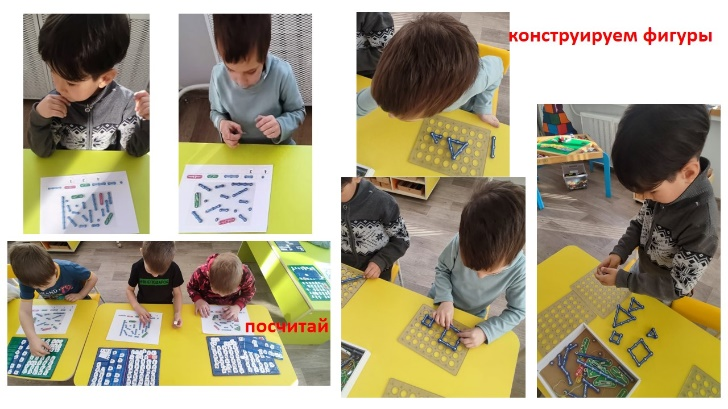 конструируем фигуры
посчитай